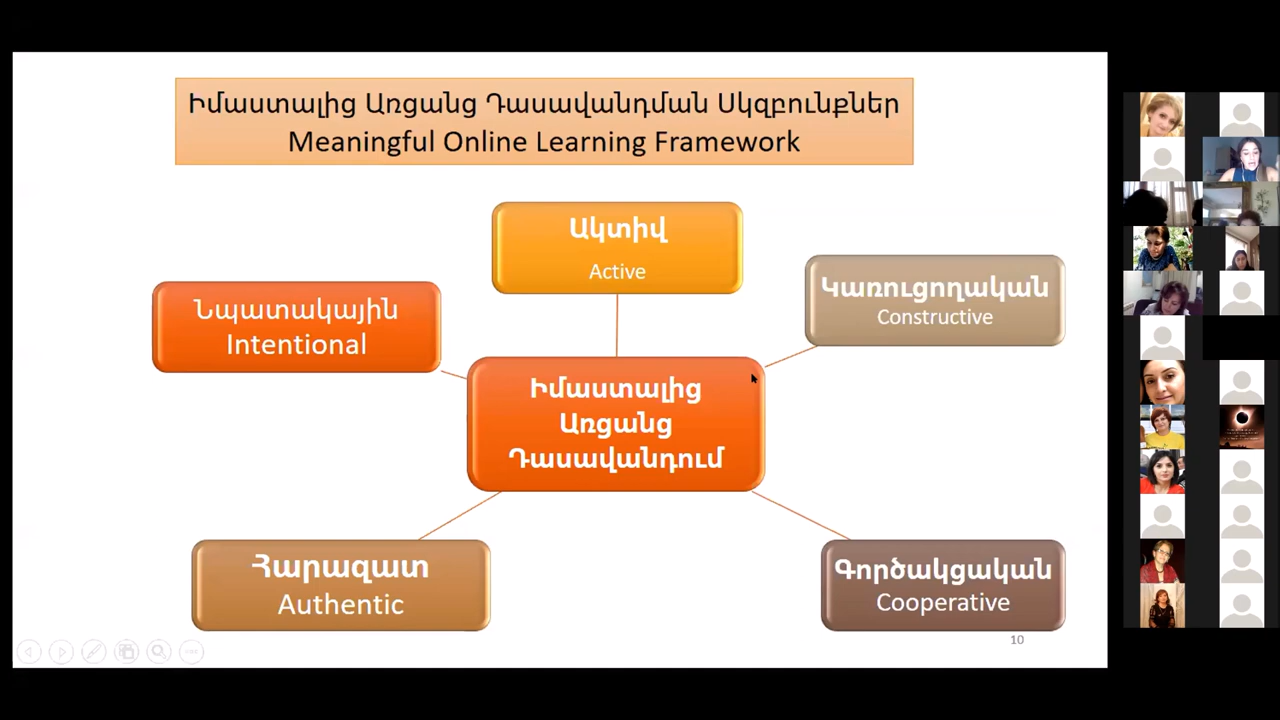 Իմաստալից Առցանց Դասավանդման Սկզբունքներ
Meaningful Online Learning Framework
Ակտիվ
Active
Կառուցողական
Constructive
Նպատակային
Intentional
Իմաստալից
Առցանց
Դասավանդում
Հարազատ
Authentic
Գործակցական
Cooperative
10